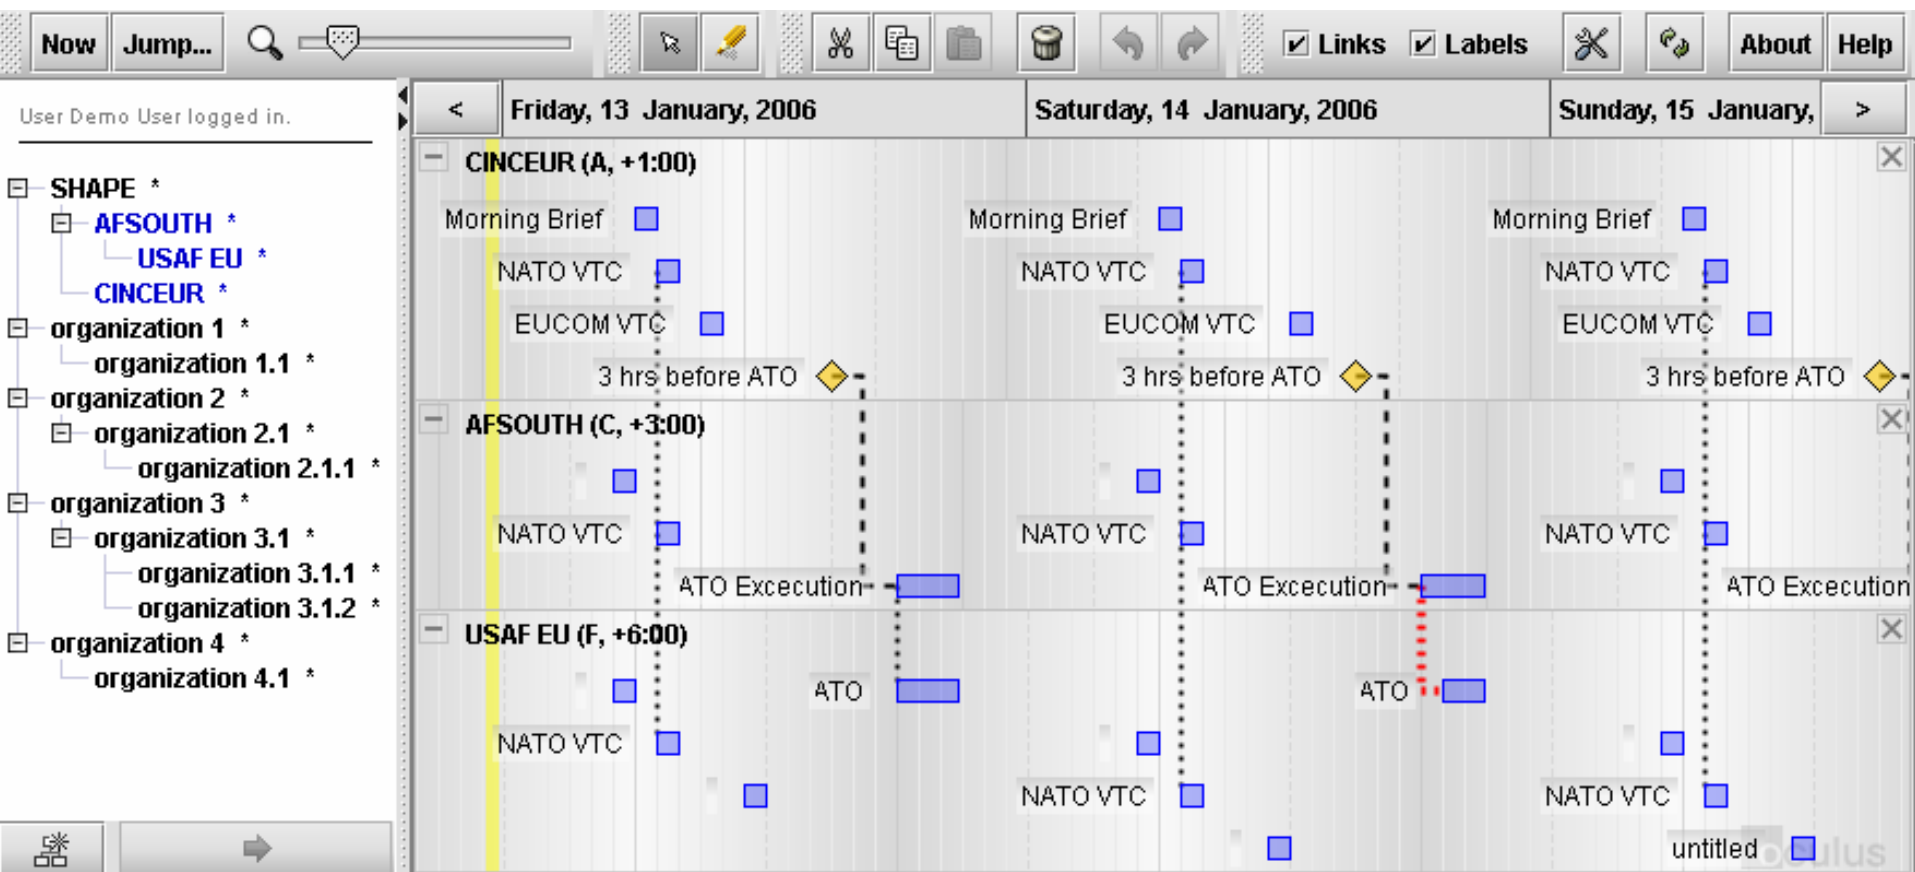 Now Jump... Links Labels About Help
User Demo User logged in.
SHAPE *
AFSOUTH *
USAF EU *
CINCEUR *
organization 1 *
organization 1.1 *
organization 2 *
organization 2.1 *
organization 2.1.1 *
organization 3 *
organization 3.1 *
organization 3.1.1 *
organization 3.1.2 *
organization 4 *
organization 4.1 *
< Friday, 13 January, 2006 Saturday, 14 January, 2006 Sunday, 15 January, >
CINCEUR (A, +1:00)
Morning Brief Morning Brief Morning Brief
NATO VTC NATO VTC NATO VTC
EUCOM VTC EUCOM VTC EUCOM VTC
3 hrs before ATO 3 hrs before ATO 3 hrs before ATO
AFSOUTH (C, +3:00)
NATO VTC NATO VTC NATO VTC
ATO Excecution ATO Excecution ATO Excecution
USAF EU (F, +6:00)
ATO ATO
NATO VTC
NATO VTC NATO VTC
untitled
oculus